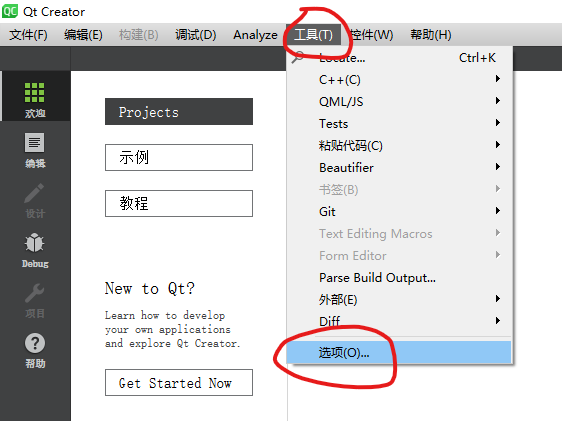 Qt Creator
文件(F) 编辑(E) 构建(B) 调试(D) Analyze 工具(T) 控件(W) 帮助(H)
Locate... Ctrl+K
C++(C)
QML/JS
Tests
粘贴代码(C)
Beautifier
书签(B)
Git
Text Editing Macros
Form Editor
Parse Build Output...
外部(E)
Diff
选项(O)...
欢迎
编辑
设计
Debug
项目
帮助
Projects
示例
教程
New to Qt?
Learn how to develop
your own applications
and explore Qt Creator.
Get Started Now